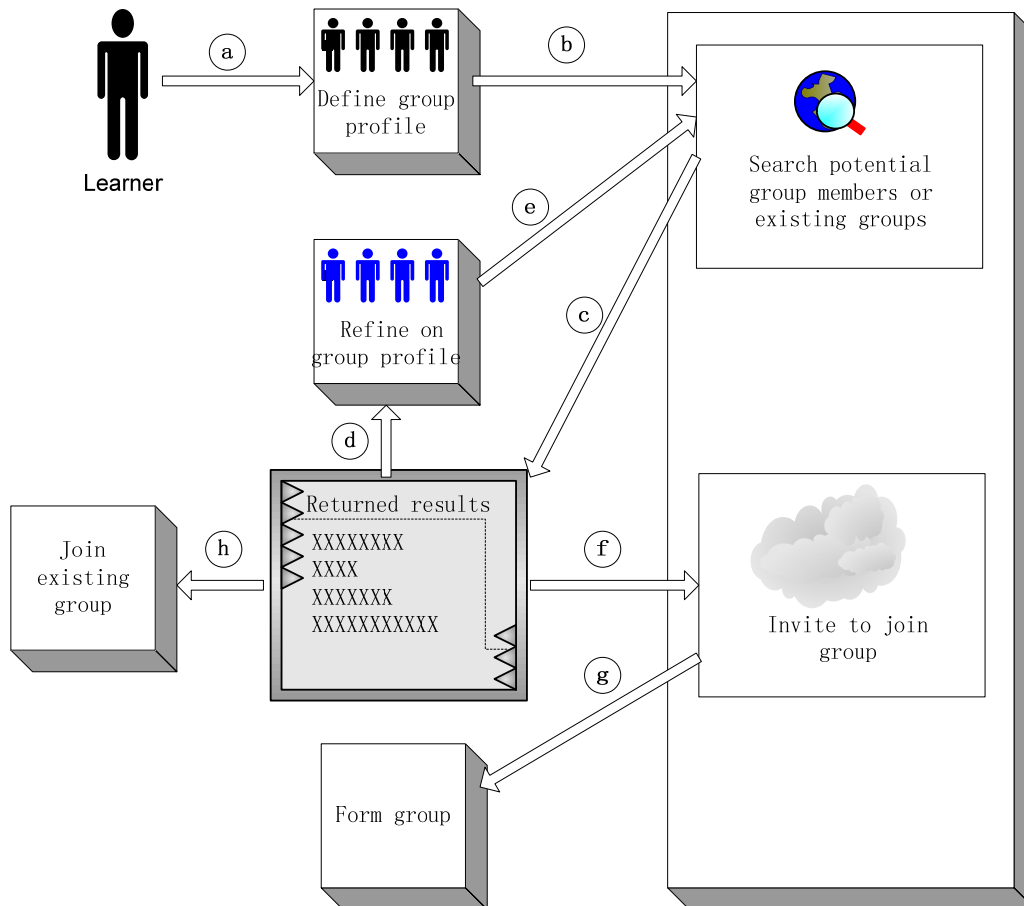 a
b
Define group
profile
Learner
Search potential
group members or
existing groups
e
c
Refine on
group profile
d
Returned results
XXXXXXXX
XXXX
XXXXXXX
XXXXXXXXXXX
h
Join
existing
group
f
Invite to join
group
g
Form group